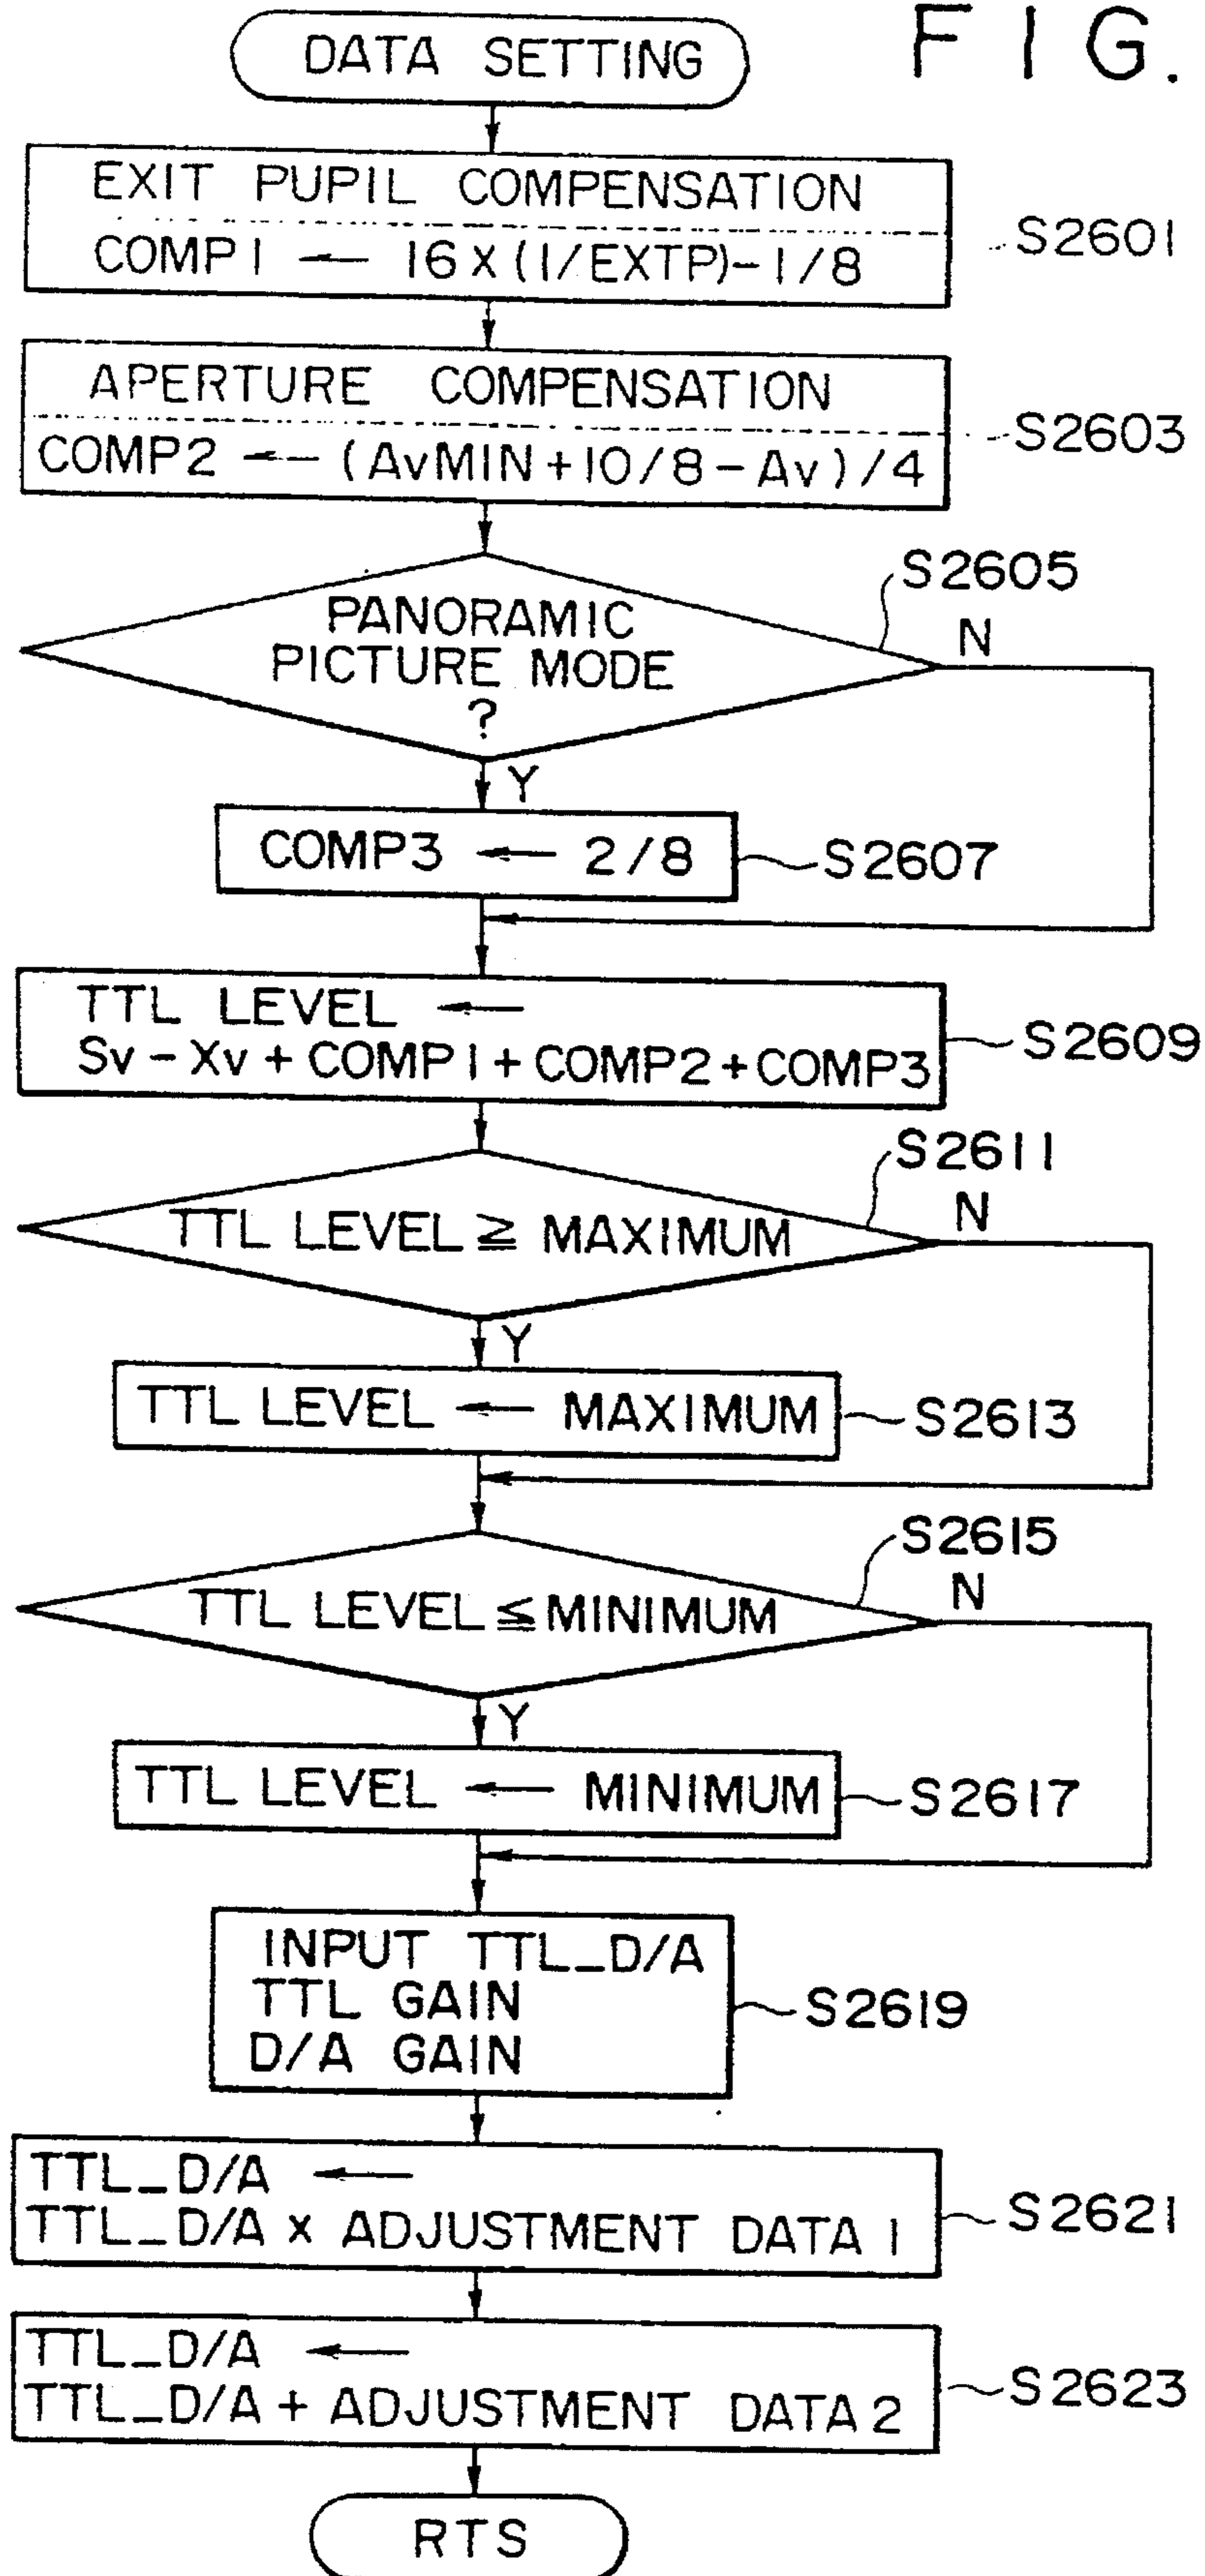 FIG.
DATA SETTING
EXIT PUPIL COMPENSATION
COMP1 ← 16 X (1/EXTP)-1/8
S2601
APERTURE COMPENSATION
COMP2 ← (AvMIN+10/8-Av)/4
S2603
PANORAMIC
PICTURE MODE
?
S2605
N
Y
COMP3 ← 2/8
S2607
TTL LEVEL ←
Sv-Xv+COMP1+COMP2+COMP3
S2609
TTL LEVEL ≧ MAXIMUM
S2611
N
Y
TTL LEVEL ← MAXIMUM
S2613
TTL LEVEL ≦ MINIMUM
S2615
N
Y
TTL LEVEL ← MINIMUM
S2617
INPUT TTL_D/A
TTL GAIN
D/A GAIN
S2619
TTL_D/A ←
TTL_D/A x ADJUSTMENT DATA 1
S2621
TTL_D/A ←
TTL_D/A + ADJUSTMENT DATA 2
S2623
RTS